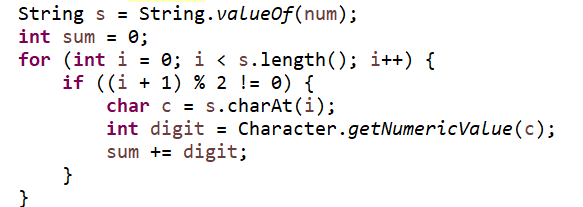 String s = String.valueOf(num);
int sum = 0;
for (int i = 0; i < s.length(); i++) {
    if ((i + 1) % 2 != 0) {
        char c = s.charAt(i);
        int digit = Character.getNumericValue(c);
        sum += digit;
    }
}